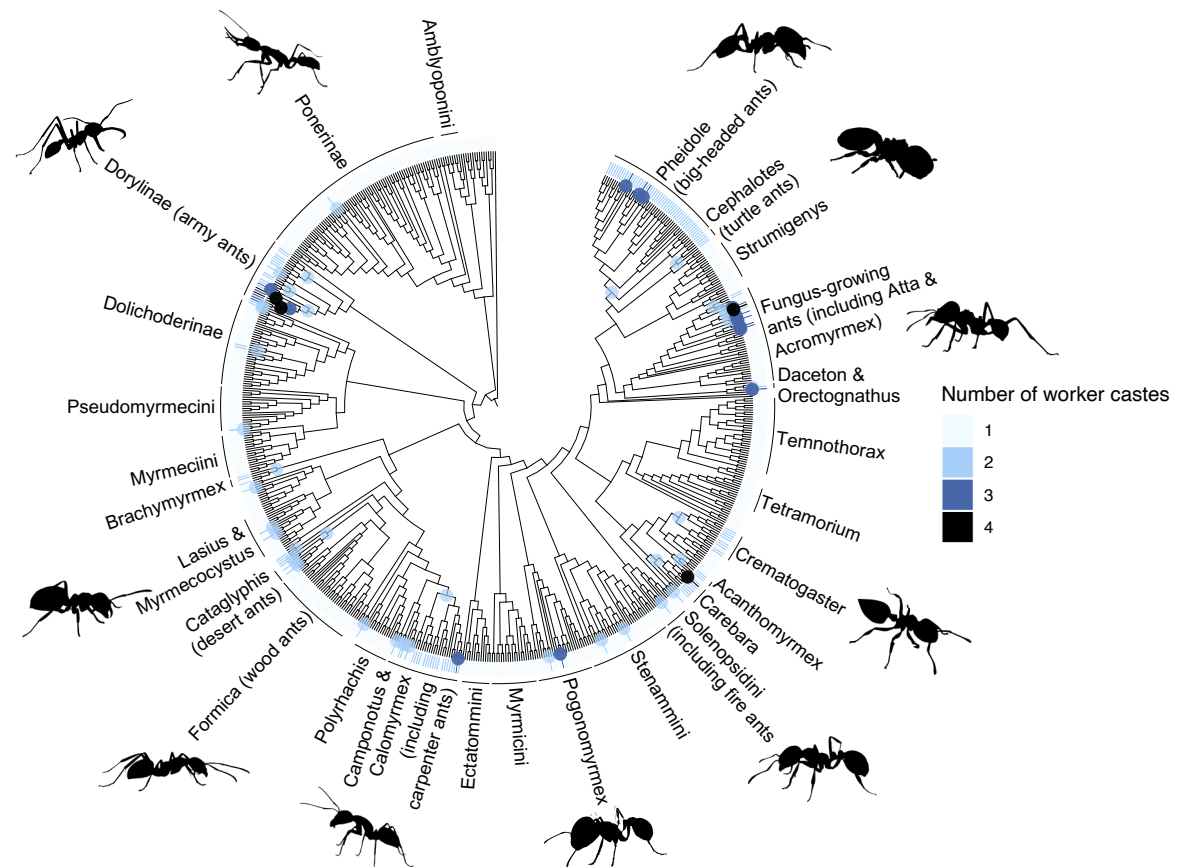 Amblyoponini
Ponerinae
Dorylinae (army ants)
Dolichoderinae
Pseudomyrmecini
Myrmeciini
Brachymyrmex
Lasius &
Myrmecocystus
Cataglyphis
(desert ants)
Formica (wood ants)
Polyrhachis
Camponotus &
Calomyrmex
(including
carpenter ants)
Ectatommini
Myrmicini
Pogonomyrmex
Stenammini
Solenopsidini
(including fire ants
Carebara
Acanthomyrmex
Crematogaster
Tetramorium
Temnothorax
Daceton &
Orectognathus
Fungus-growing
ants (including Atta &
Acromyrmex)
Strumigenys
Cephalotes
(turtle ants)
Pheidole
(big-headed ants)
Number of worker castes
1
2
3
4